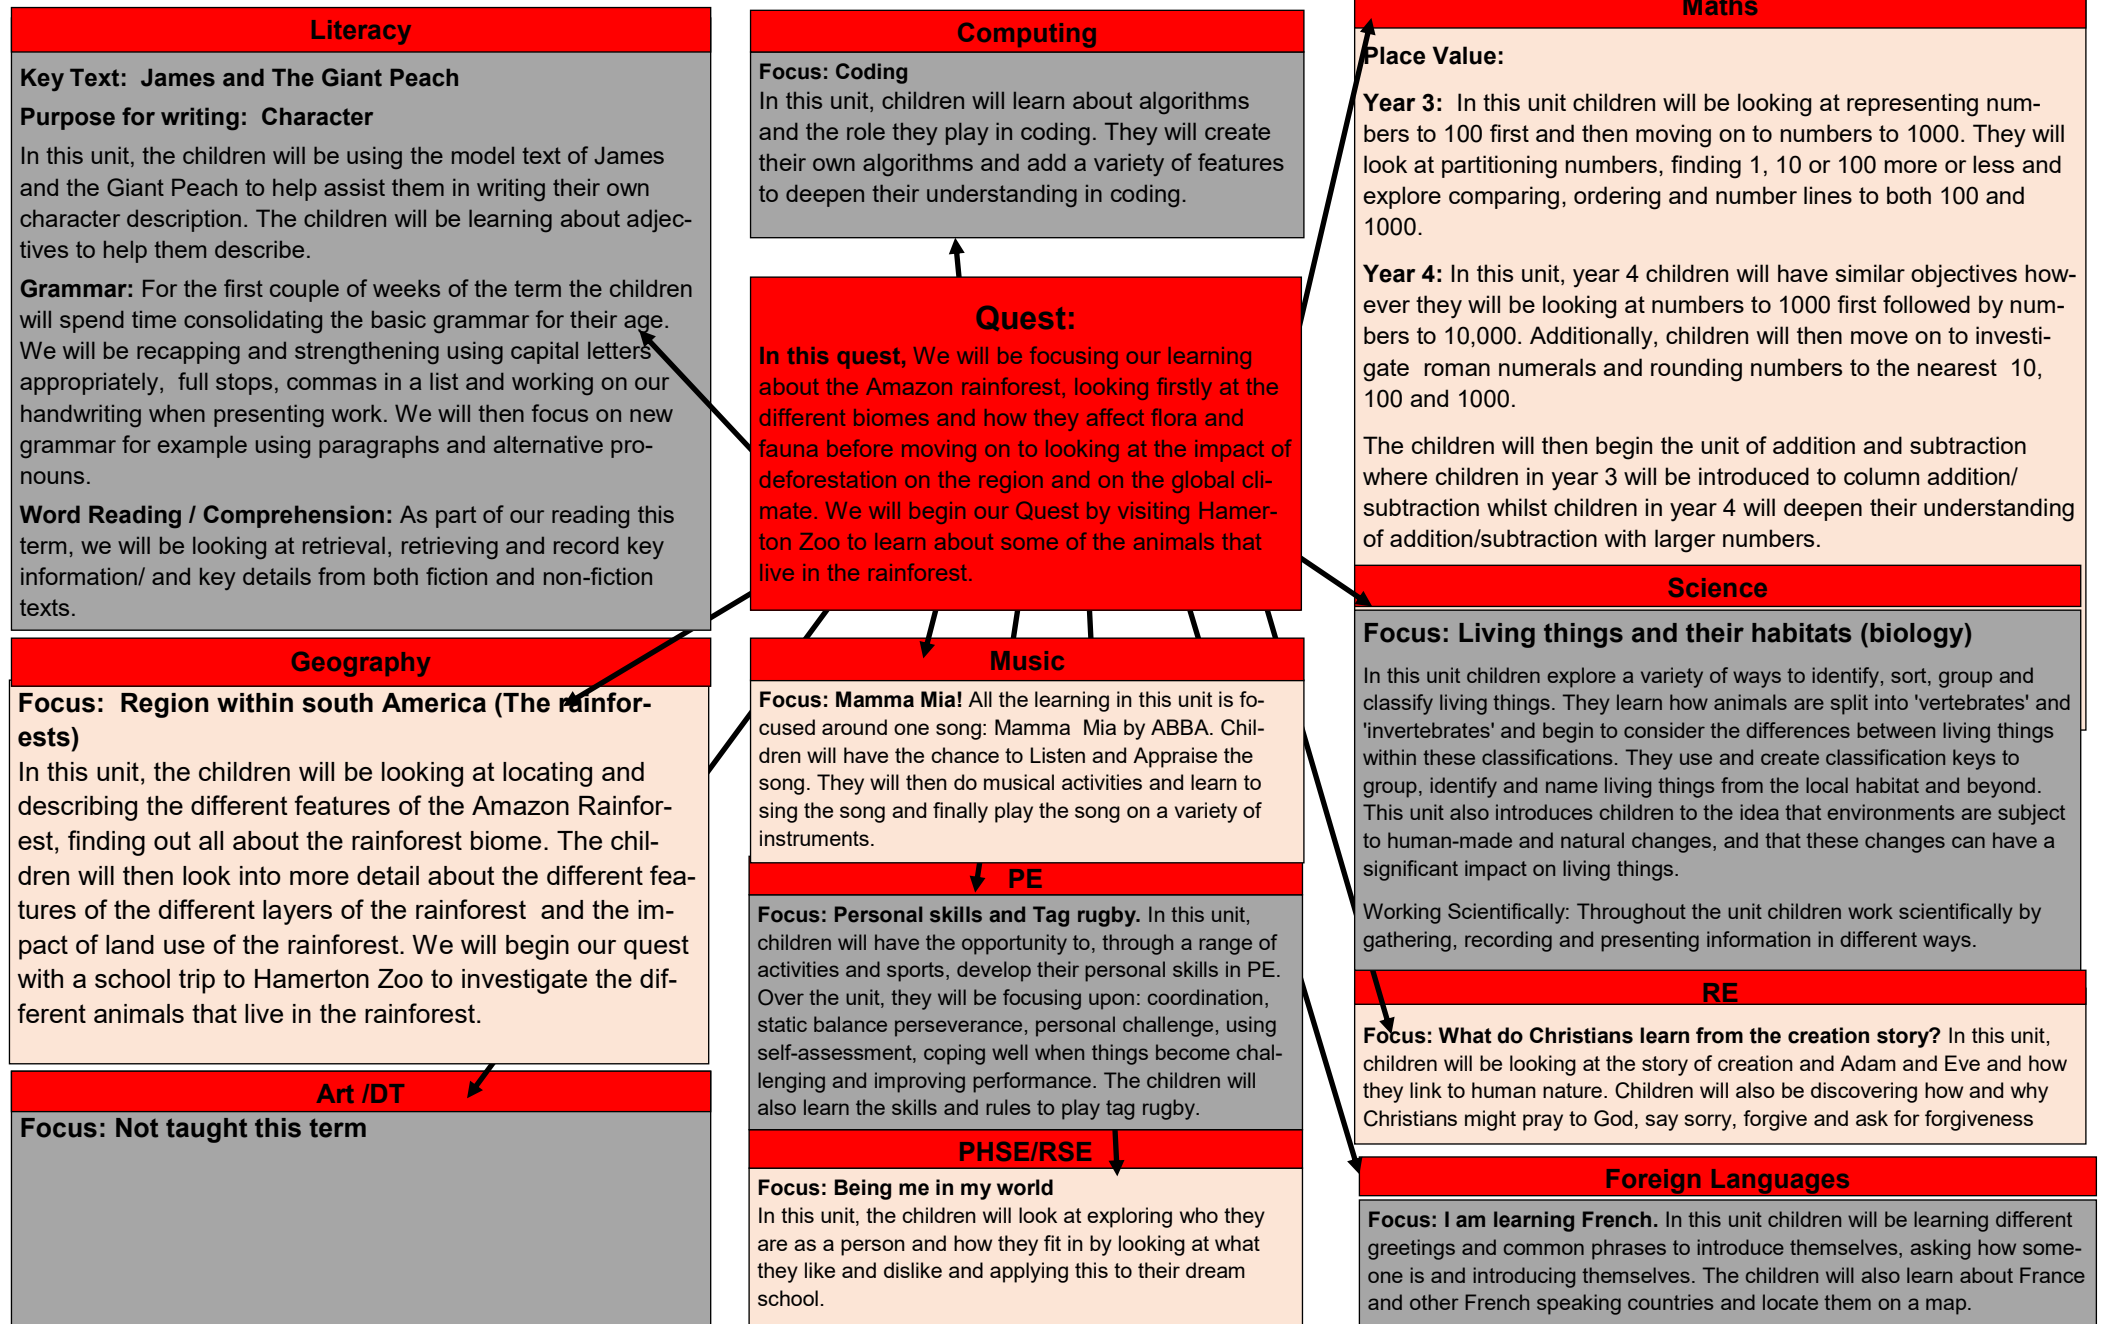 Literacy
Key Text:  James and The Giant Peach
Purpose for writing:  Character
In this unit, the children will be using the model text of James
and the Giant Peach to help assist them in writing their own
character description. The children will be learning about adjec-
tives to help them describe.
Grammar: For the first couple of weeks of the term the children
will spend time consolidating the basic grammar for their age.
We will be recapping and strengthening using capital letters
appropriately,  full stops, commas in a list and working on our
handwriting when presenting work. We will then focus on new
grammar for example using paragraphs and alternative pro-
nouns.
Word Reading / Comprehension: As part of our reading this
term, we will be looking at retrieval, retrieving and record key
information/ and key details from both fiction and non-fiction
texts.
Geography
Focus:  Region within south America (The rainfor-
ests)
In this unit, the children will be looking at locating and
describing the different features of the Amazon Rainfor-
est, finding out all about the rainforest biome. The chil-
dren will then look into more detail about the different fea-
tures of the different layers of the rainforest  and the im-
pact of land use of the rainforest. We will begin our quest
with a school trip to Hamerton Zoo to investigate the dif-
ferent animals that live in the rainforest.
Art /DT
Focus: Not taught this term
Computing
Focus: Coding
In this unit, children will learn about algorithms
and the role they play in coding. They will create
their own algorithms and add a variety of features
to deepen their understanding in coding.
Quest:
In this quest, We will be focusing our learning
about the Amazon rainforest, looking firstly at the
different biomes and how they affect flora and
fauna before moving on to looking at the impact of
deforestation on the region and on the global cli-
mate. We will begin our Quest by visiting Hamer-
ton Zoo to learn about some of the animals that
live in the rainforest.
Music
Focus: Mamma Mia! All the learning in this unit is fo-
cused around one song: Mamma  Mia by ABBA. Chil-
dren will have the chance to Listen and Appraise the
song. They will then do musical activities and learn to
sing the song and finally play the song on a variety of
instruments.
PE
Focus: Personal skills and Tag rugby. In this unit,
children will have the opportunity to, through a range of
activities and sports, develop their personal skills in PE.
Over the unit, they will be focusing upon: coordination,
static balance perseverance, personal challenge, using
self-assessment, coping well when things become chal-
lenging and improving performance. The children will
also learn the skills and rules to play tag rugby.
PHSE/RSE
Focus: Being me in my world
In this unit, the children will look at exploring who they
are as a person and how they fit in by looking at what
they like and dislike and applying this to their dream
school.
Maths
Place Value:
Year 3:  In this unit children will be looking at representing num-
bers to 100 first and then moving on to numbers to 1000. They will
look at partitioning numbers, finding 1, 10 or 100 more or less and
explore comparing, ordering and number lines to both 100 and
1000.
Year 4: In this unit, year 4 children will have similar objectives how-
ever they will be looking at numbers to 1000 first followed by num-
bers to 10,000. Additionally, children will then move on to investi-
gate  roman numerals and rounding numbers to the nearest  10,
100 and 1000.
The children will then begin the unit of addition and subtraction
where children in year 3 will be introduced to column addition/
subtraction whilst children in year 4 will deepen their understanding
of addition/subtraction with larger numbers.
Science
Focus: Living things and their habitats (biology)
In this unit children explore a variety of ways to identify, sort, group and
classify living things. They learn how animals are split into 'vertebrates' and
'invertebrates' and begin to consider the differences between living things
within these classifications. They use and create classification keys to
group, identify and name living things from the local habitat and beyond.
This unit also introduces children to the idea that environments are subject
to human-made and natural changes, and that these changes can have a
significant impact on living things.
Working Scientifically: Throughout the unit children work scientifically by
gathering, recording and presenting information in different ways.
RE
Focus: What do Christians learn from the creation story? In this unit,
children will be looking at the story of creation and Adam and Eve and how
they link to human nature. Children will also be discovering how and why
Christians might pray to God, say sorry, forgive and ask for forgiveness
Foreign Languages
Focus: I am learning French. In this unit children will be learning different
greetings and common phrases to introduce themselves, asking how some-
one is and introducing themselves. The children will also learn about France
and other French speaking countries and locate them on a map.